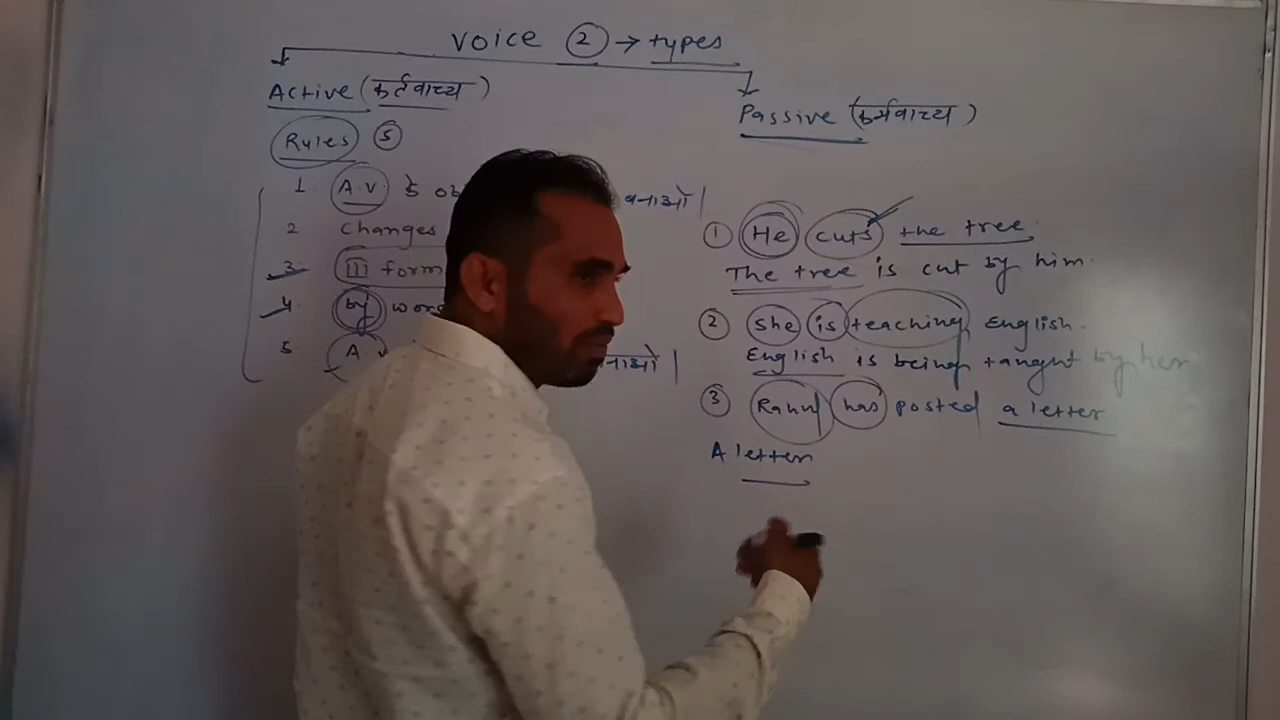 Voice ② → types
Active (कर्तवाच्य)
Passive (कर्मवाच्य)
Rules ⑤
1 A.V. के बनाओ|
2 Changes
3 III form
4 by
5 A
① He cuts the tree.
The tree is cut by him.
② She is teaching English.
English is being taught by her
③ Rahul has posted a letter
A letter